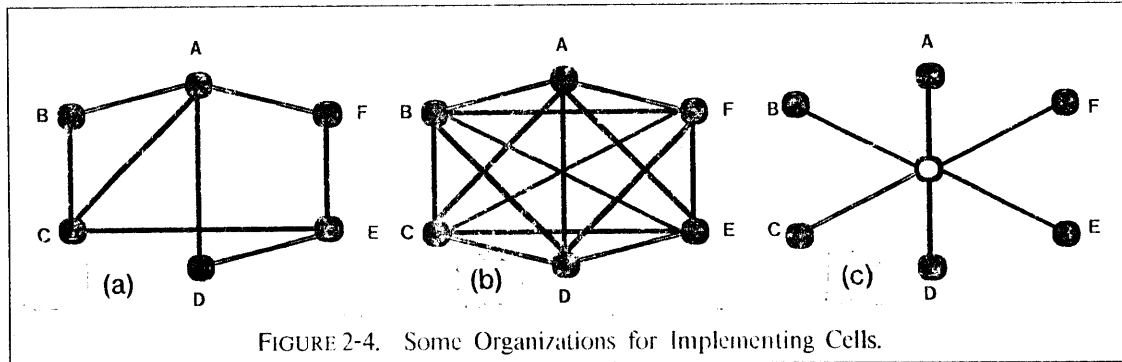 A
B
F
C
E
D
(a)
A
B
F
C
E
D
(b)
A
B
F
C
E
D
(c)
FIGURE 2-4. Some Organizations for Implementing Cells.